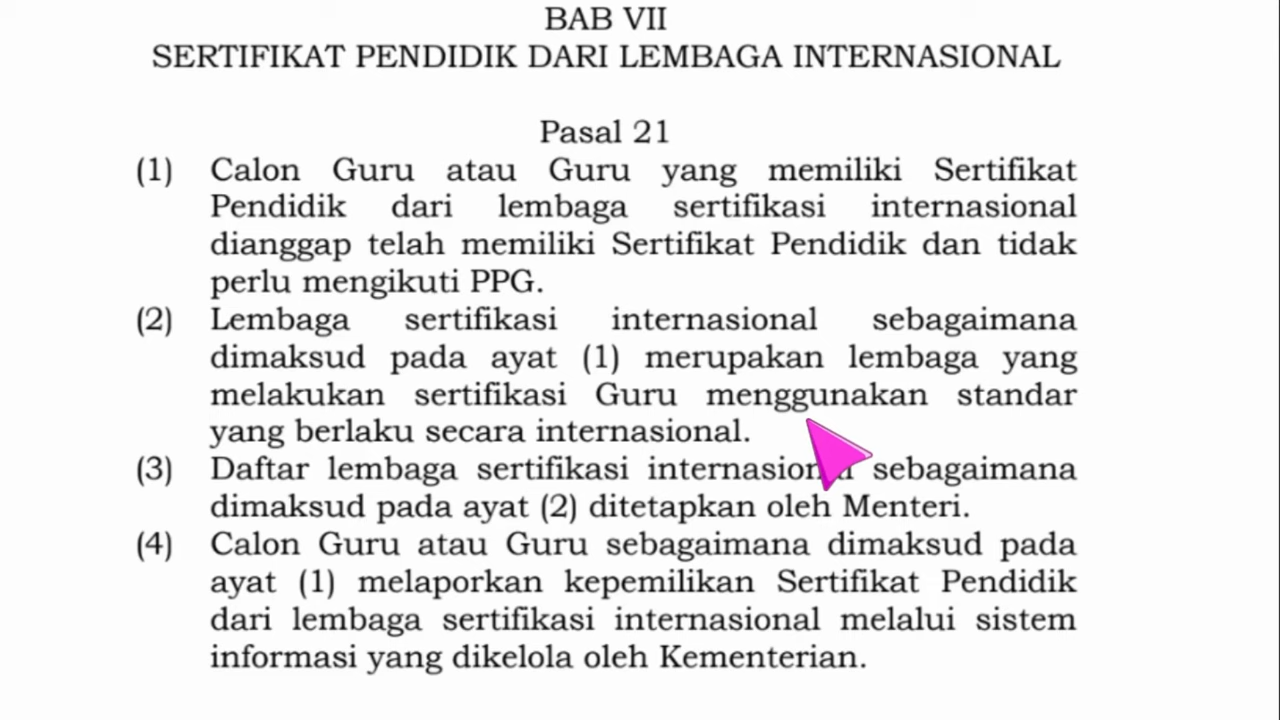 BAB VII
SERTIFIKAT PENDIDIK DARI LEMBAGA INTERNASIONAL
Pasal 21
(1) Calon Guru atau Guru yang memiliki Sertifikat
Pendidik dari lembaga sertifikasi internasional
dianggap telah memiliki Sertifikat Pendidik dan tidak
perlu mengikuti PPG.
(2) Lembaga sertifikasi internasional sebagaimana
dimaksud pada ayat (1) merupakan lembaga yang
melakukan sertifikasi Guru menggunakan standar
yang berlaku secara internasional.
(3) Daftar lembaga sertifikasi internasional sebagaimana
dimaksud pada ayat (2) ditetapkan oleh Menteri.
(4) Calon Guru atau Guru sebagaimana dimaksud pada
ayat (1) melaporkan kepemilikan Sertifikat Pendidik
dari lembaga sertifikasi internasional melalui sistem
informasi yang dikelola oleh Kementerian.